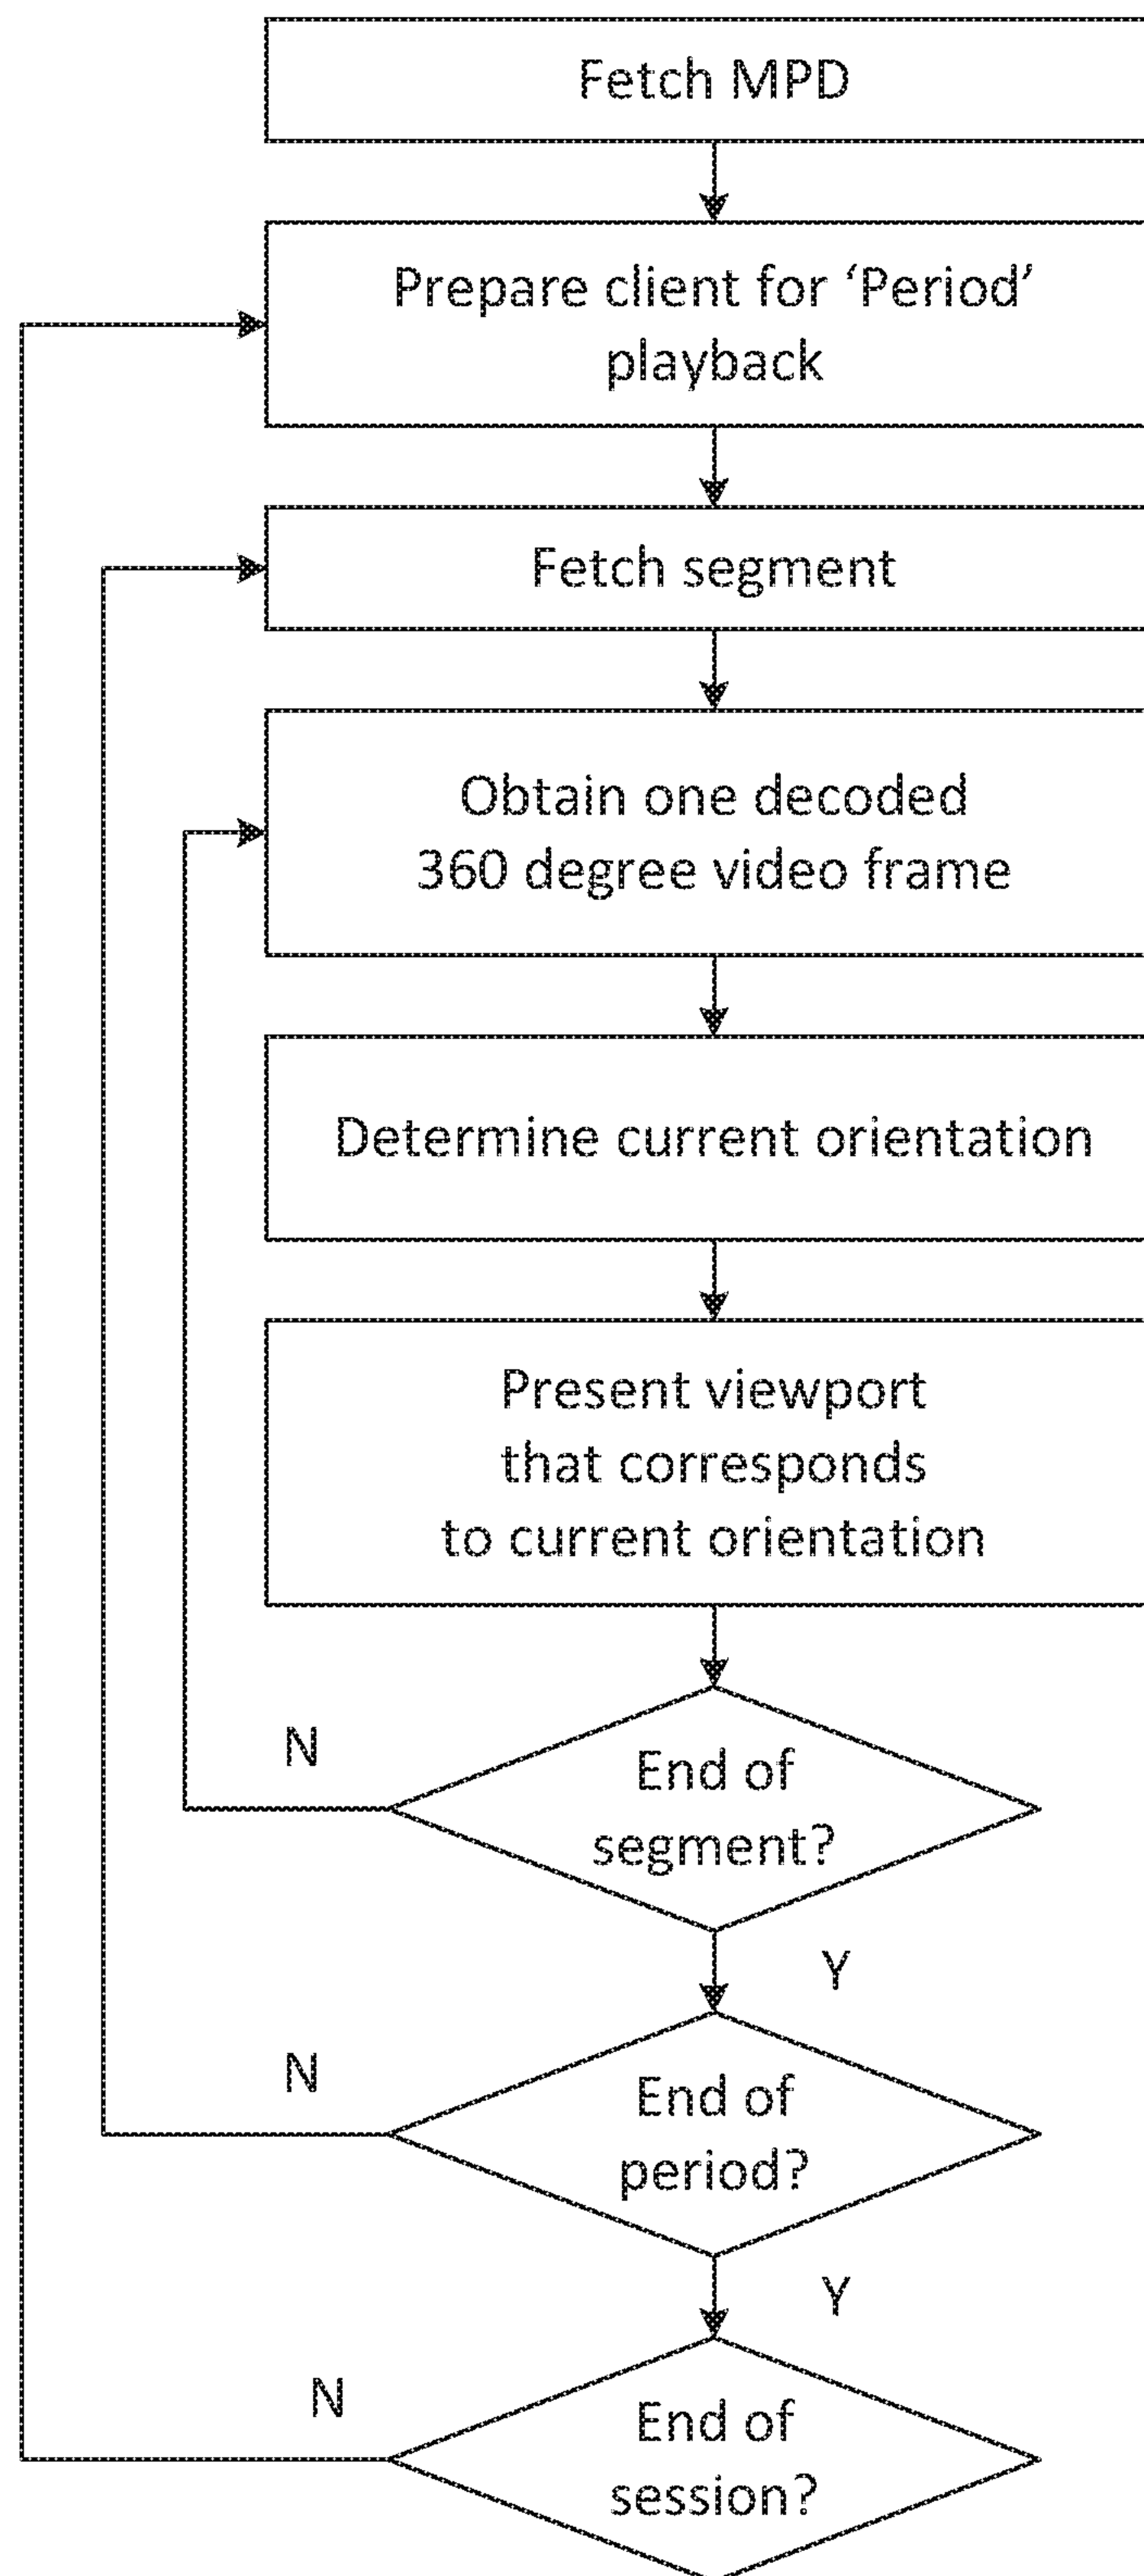 Fetch MPD
Prepare client for ‘Period’
playback
Fetch segment
Obtain one decoded
360 degree video frame
Determine current orientation
Present viewport
that corresponds
to current orientation
N
End of
segment?
Y
N
End of
period?
Y
N
End of
session?